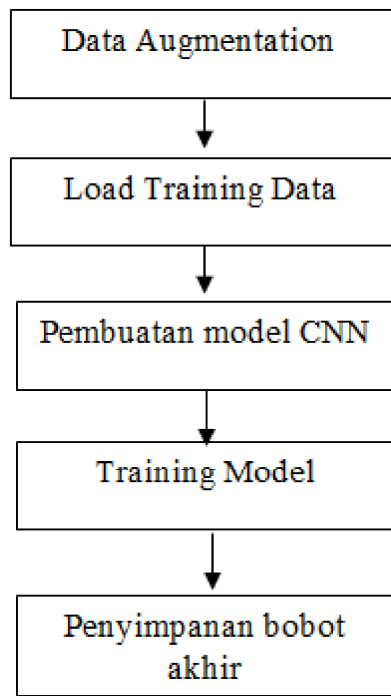 Data Augmentation
Load Training Data
Pembuatan model CNN
Training Model
Penyimpanan bobot
akhir